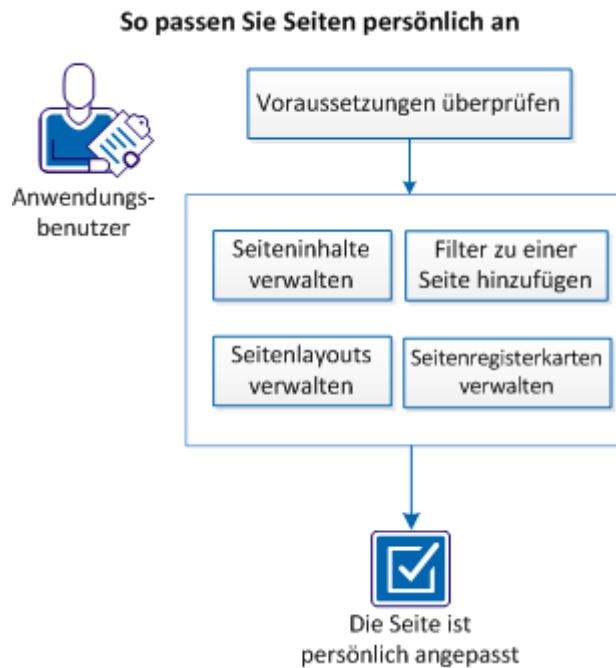 So passen Sie Seiten persönlich an
Voraussetzungen überprüfen
Anwendungs-
benutzer
Seiteninhalte
verwalten
Filter zu einer
Seite hinzufügen
Seitenlayouts
verwalten
Seitenregisterkarten
verwalten
Die Seite ist
persönlich angepasst